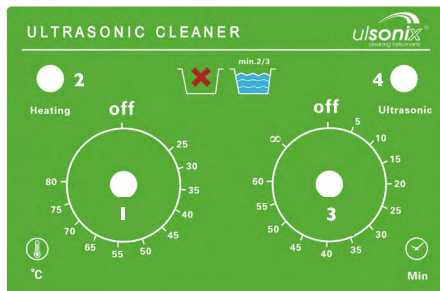 ULTRASONIC CLEANER
ulsonix
cleaning instruments
min.2/3
2
4
Heating
Ultrasonic
off
off
25
30
35
40
45
50
55
65
70
75
80
1
∞
5
10
15
20
25
30
35
40
45
50
55
60
3
°C
Min